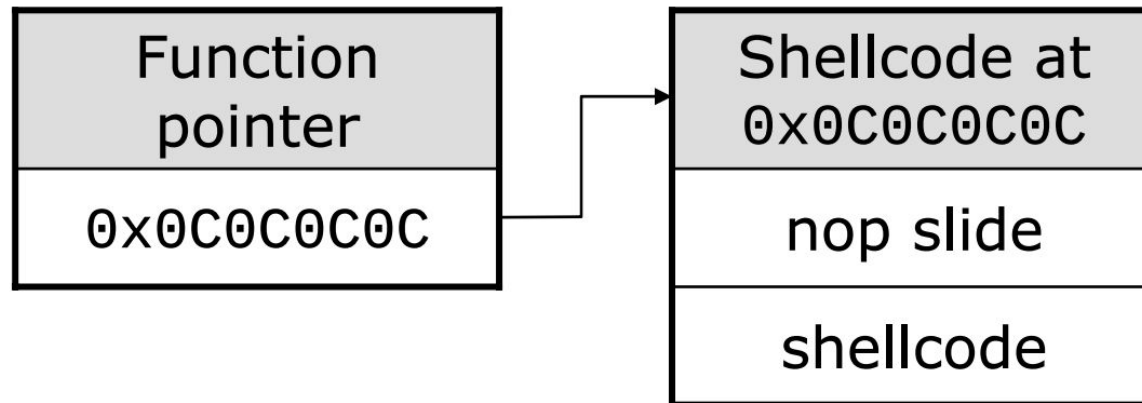 Function
pointer
0x0C0C0C0C
Shellcode at
0x0C0C0C0C
nop slide
shellcode